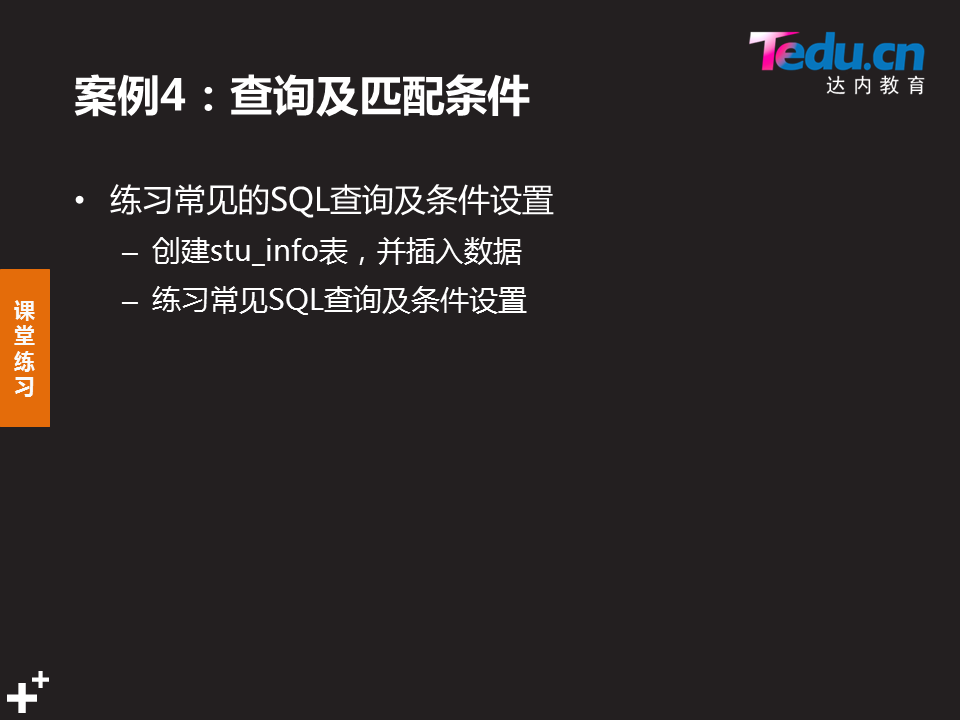 Tedu.cn
达内教育
案例4：查询及匹配条件
• 练习常见的SQL查询及条件设置
– 创建stu_info表，并插入数据
– 练习常见SQL查询及条件设置
课
堂
练
习